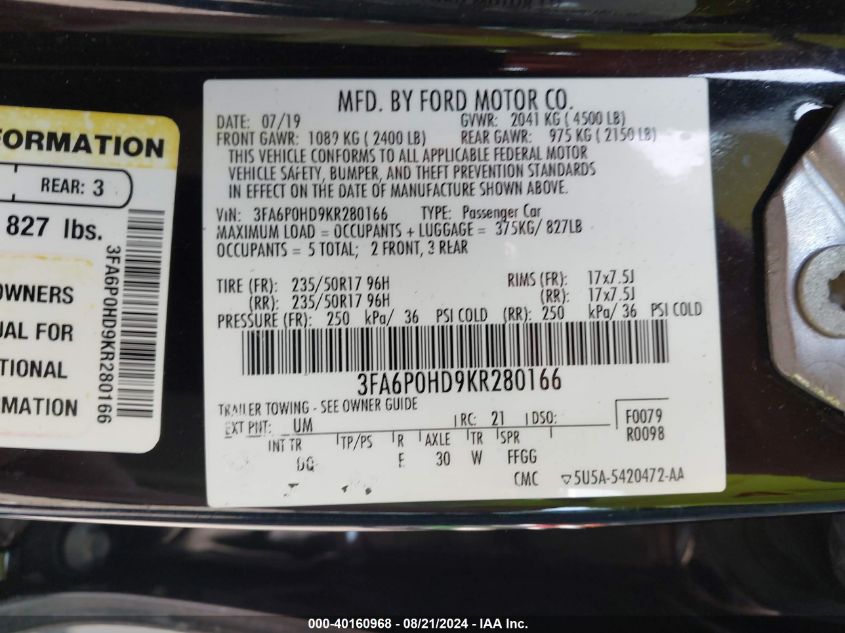 FORMATION
REAR: 3
827 lbs.
OWNERS
UAL FOR
TIONAL
RMATION
3FA6P0HD9KR280166
MFD. BY FORD MOTOR CO.
DATE: 07/19 GVWR: 2041 KG ( 4500 LB)
FRONT GAWR: 1089 KG ( 2400 LB) REAR GAWR: 975 KG ( 2150 LB)
THIS VEHICLE CONFORMS TO ALL APPLICABLE FEDERAL MOTOR
VEHICLE SAFETY, BUMPER, AND THEFT PREVENTION STANDARDS
IN EFFECT ON THE DATE OF MANUFACTURE SHOWN ABOVE.
VIN: 3FA6P0HD9KR280166 TYPE: Passenger Car
MAXIMUM LOAD = OCCUPANTS + LUGGAGE = 375KG/ 827LB
OCCUPANTS = 5 TOTAL; 2 FRONT, 3 REAR
TIRE (FR): 235/50R17 96H RIMS (FR): 17x7.5J
(RR): 235/50R17 96H (RR): 17x7.5J
PRESSURE (FR): 250 kPa/ 36 PSI COLD (RR): 250 kPa/ 36 PSI COLD
3FA6P0HD9KR280166
TRAILER TOWING - SEE OWNER GUIDE
EXT PNT: UM RC: 21 DSO: F0079
R0098
INT TR TP/PS R AXLE TR SPR
DG E 30 W FFGG
CMC ▽5U5A-5420472-AA
000-40160968 - 08/21/2024 - IAA Inc.